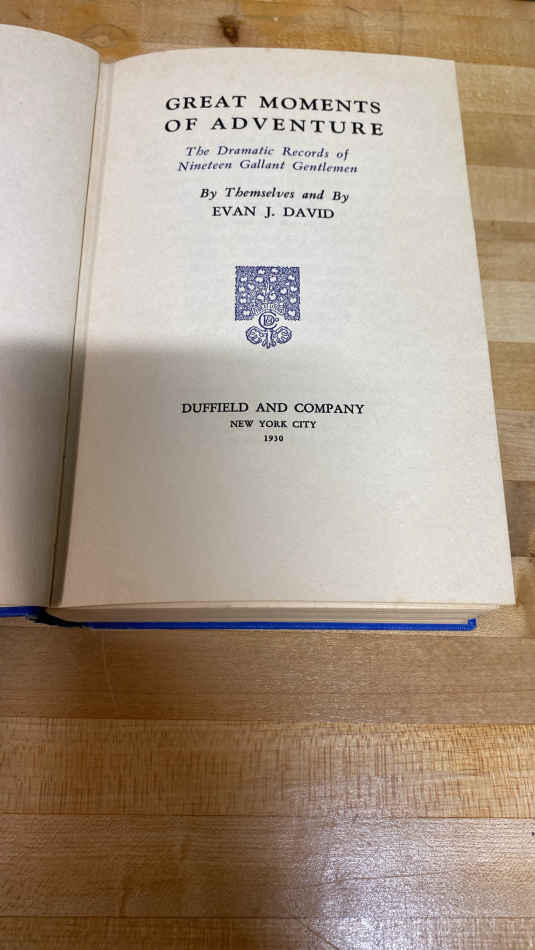 GREAT MOMENTS
OF ADVENTURE
The Dramatic Records of
Nineteen Gallant Gentlemen
By Themselves and By
EVAN J. DAVID
DUFFIELD AND COMPANY
NEW YORK CITY
1930